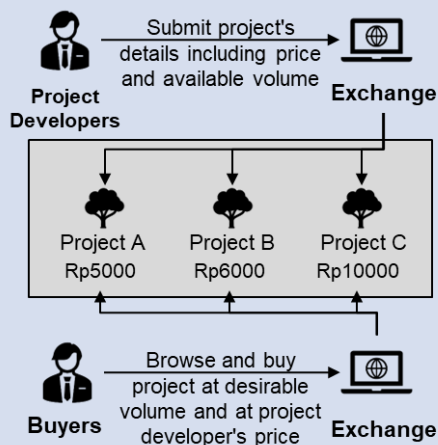 Submit project's
details including price
and available volume
Project
Developers
Exchange
Project A
Rp5000
Project B
Rp6000
Project C
Rp10000
Browse and buy
project at desirable
volume and at project
developer's price
Buyers
Exchange